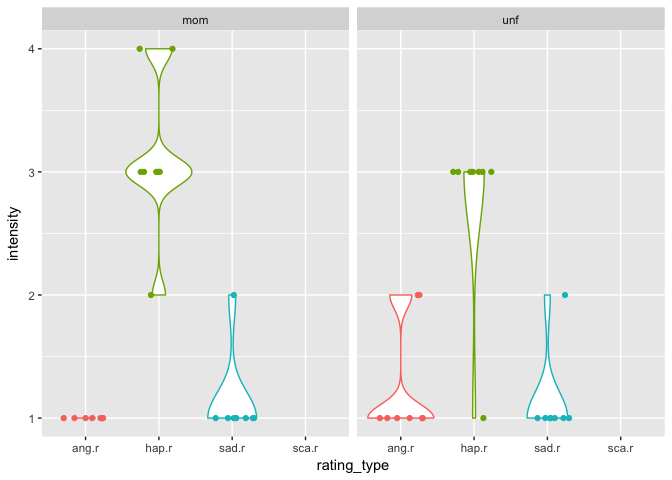 mom unf
intensity
4
3
2
1
ang.r hap.r sad.r sca.r ang.r hap.r sad.r sca.r
rating_type